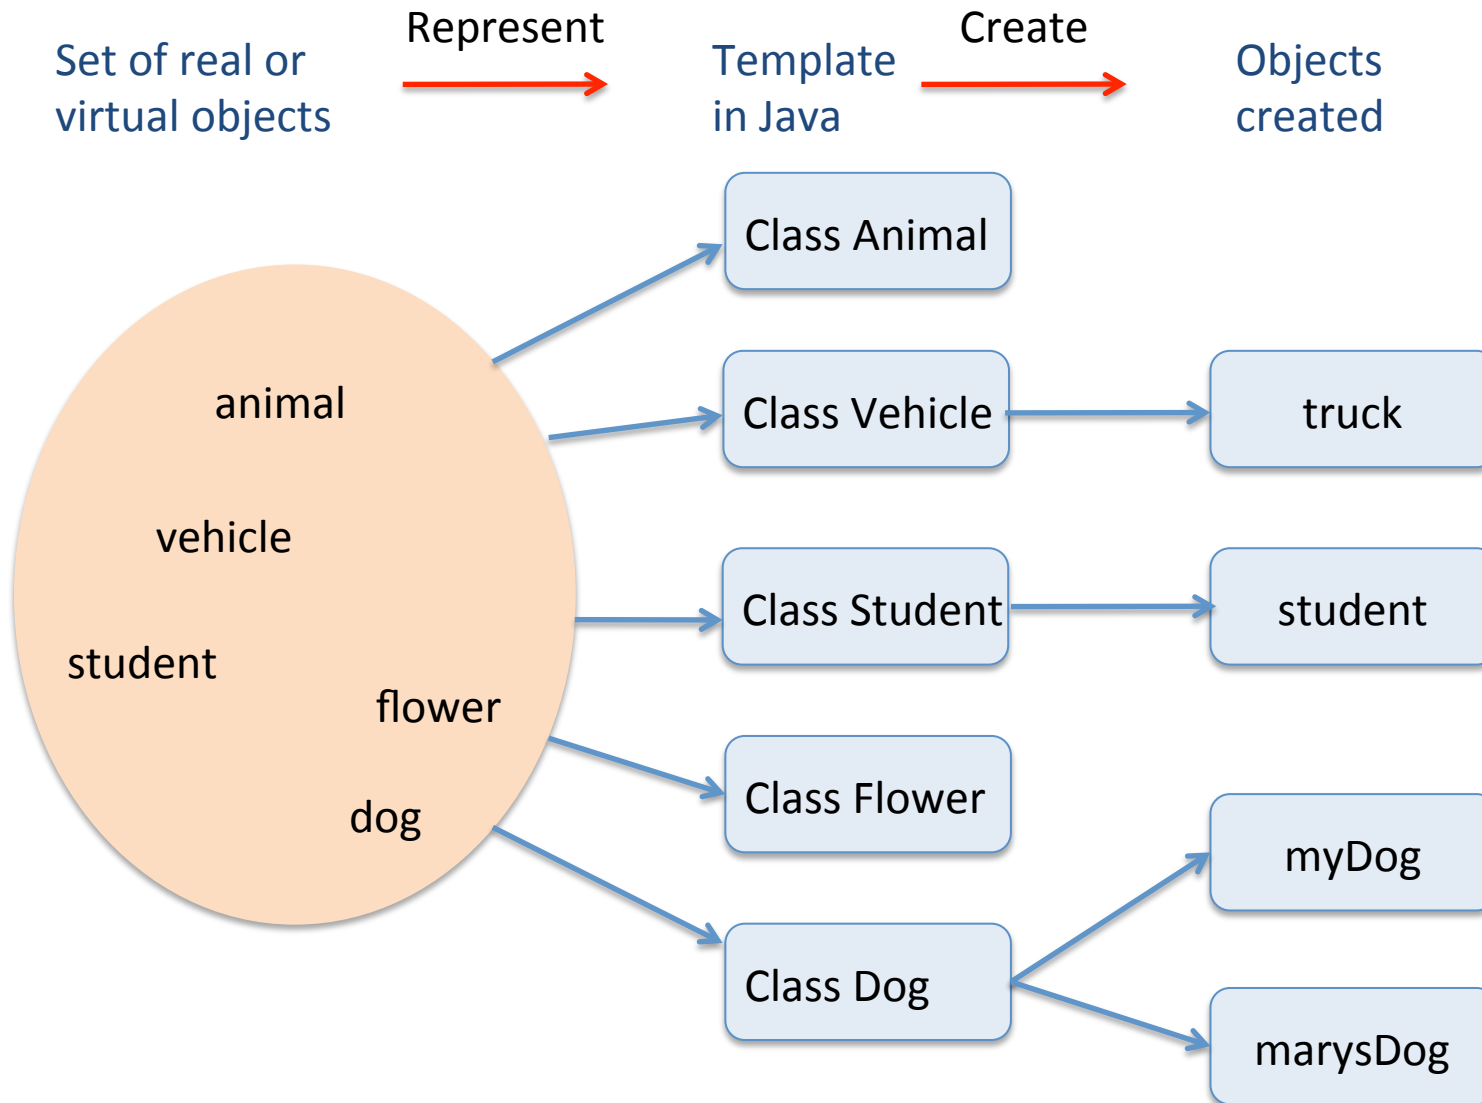 Represent
Create
Set of real or
virtual objects
Template
in Java
Objects
created
animal
vehicle
student
flower
dog
Class Animal
Class Vehicle
Class Student
Class Flower
Class Dog
truck
student
myDog
marysDog